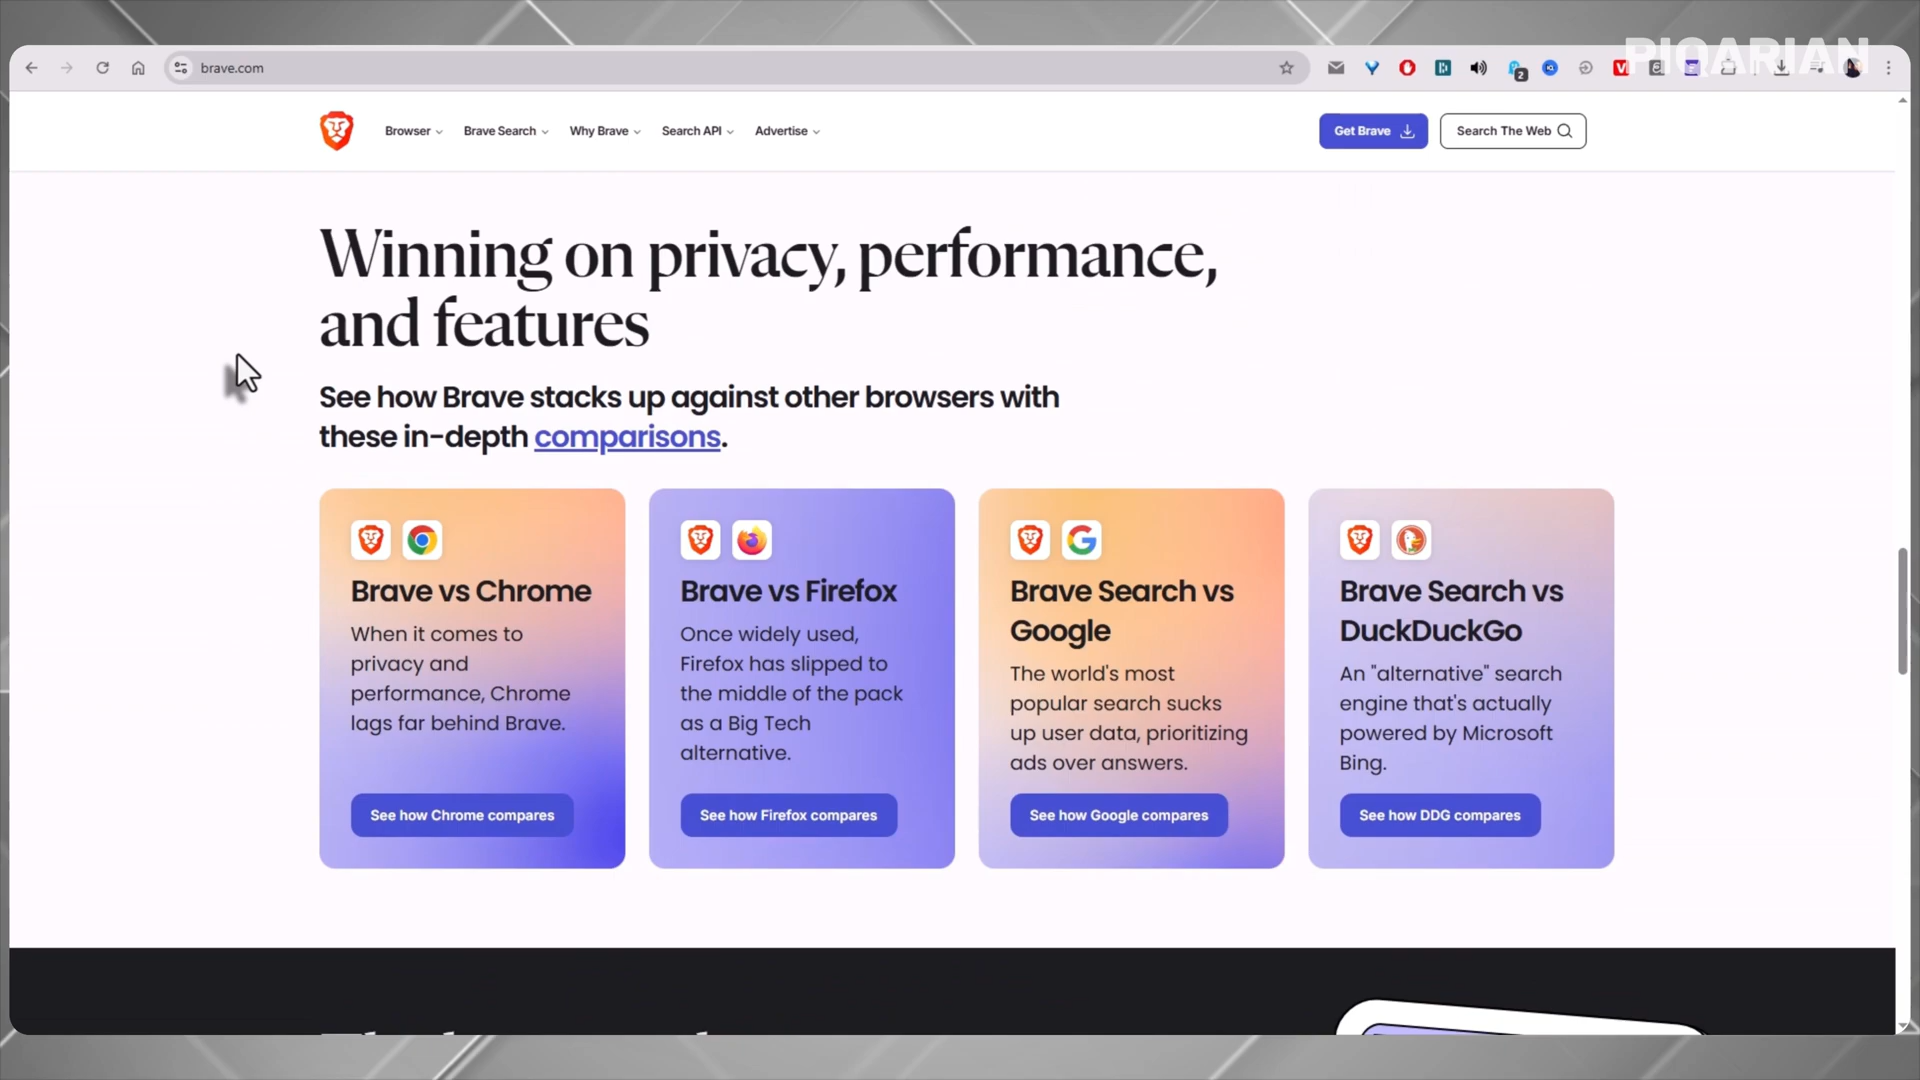 PIQARIAN
brave.com
2
Browser
Brave Search
Why Brave
Search API
Advertise
Get Brave
Search The Web
Winning on privacy, performance,
and features
See how Brave stacks up against other browsers with
these in-depth comparisons.
Brave vs Chrome
When it comes to
privacy and
performance, Chrome
lags far behind Brave.
See how Chrome compares
Brave vs Firefox
Once widely used,
Firefox has slipped to
the middle of the pack
as a Big Tech
alternative.
See how Firefox compares
Brave Search vs
Google
The world's most
popular search sucks
up user data, prioritizing
ads over answers.
See how Google compares
Brave Search vs
DuckDuckGo
An "alternative" search
engine that's actually
powered by Microsoft
Bing.
See how DDG compares